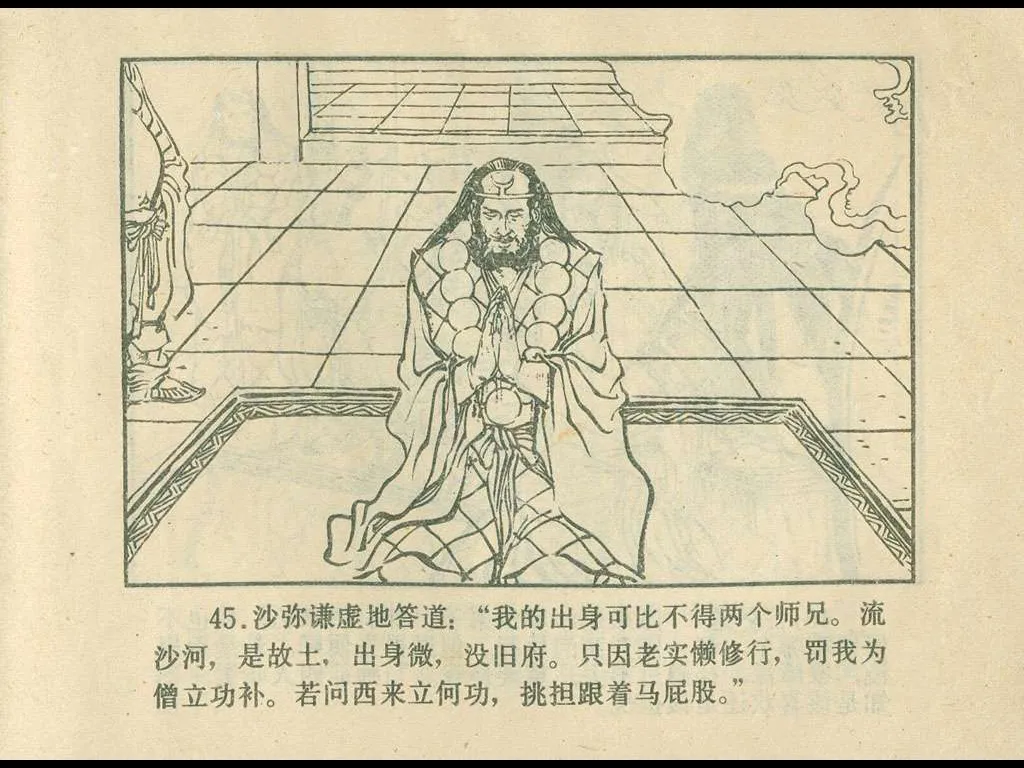 45.沙弥谦虚地答道：“我的出身可比不得两个师兄。流
沙河，是故土，出身微，没旧府。只因老实懒修行，罚我为
僧立功补。若问西来立何功，挑担跟着马屁股。”